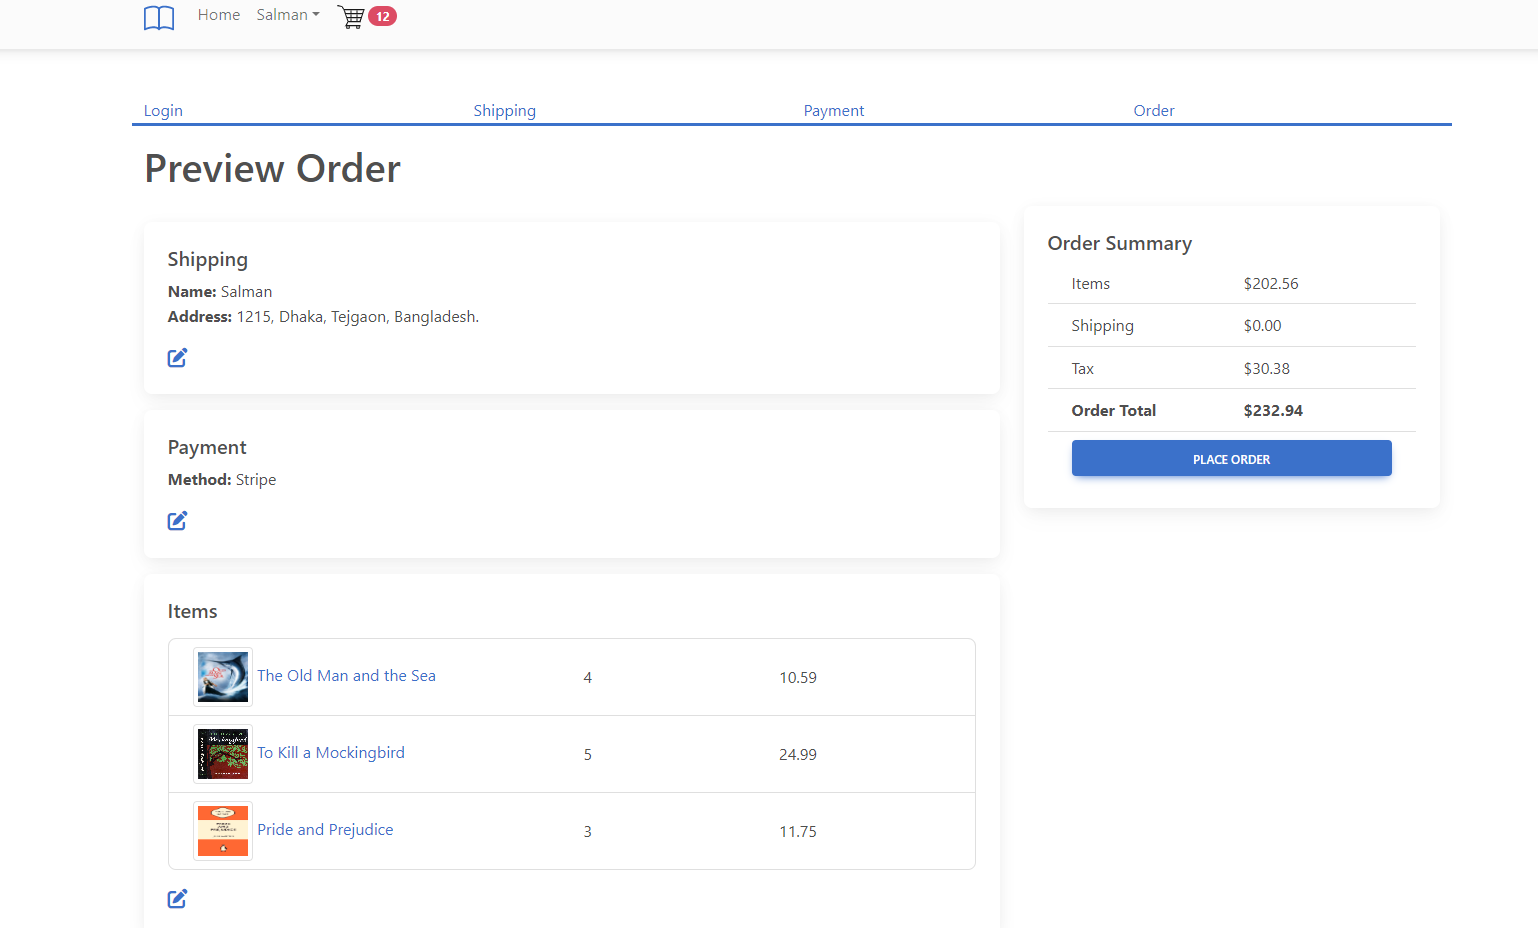 Home Salman 12
Login Shipping Payment Order
Preview Order
Shipping
Name: Salman
Address: 1215, Dhaka, Tejgaon, Bangladesh.
Payment
Method: Stripe
Items
The Old Man and the Sea 4 10.59
To Kill a Mockingbird 5 24.99
Pride and Prejudice 3 11.75
Order Summary
Items $202.56
Shipping $0.00
Tax $30.38
Order Total $232.94
PLACE ORDER